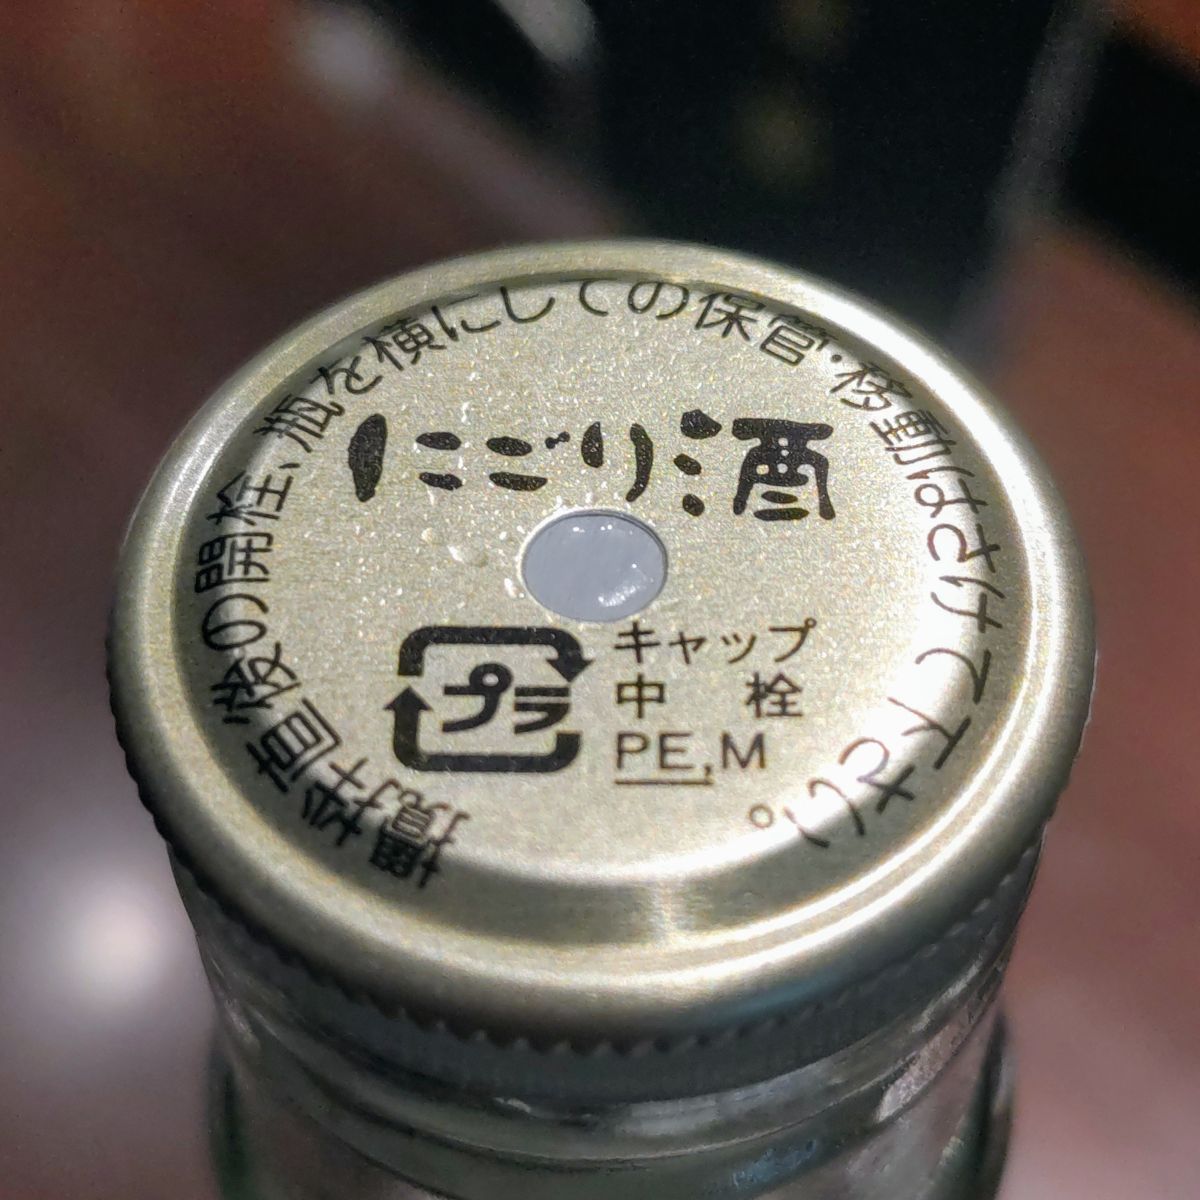 撹拌直後の開栓、瓶を横にしての保管・移動はさけて下さい。
にごり酒
プラ
キャップ
中 栓
PE,M